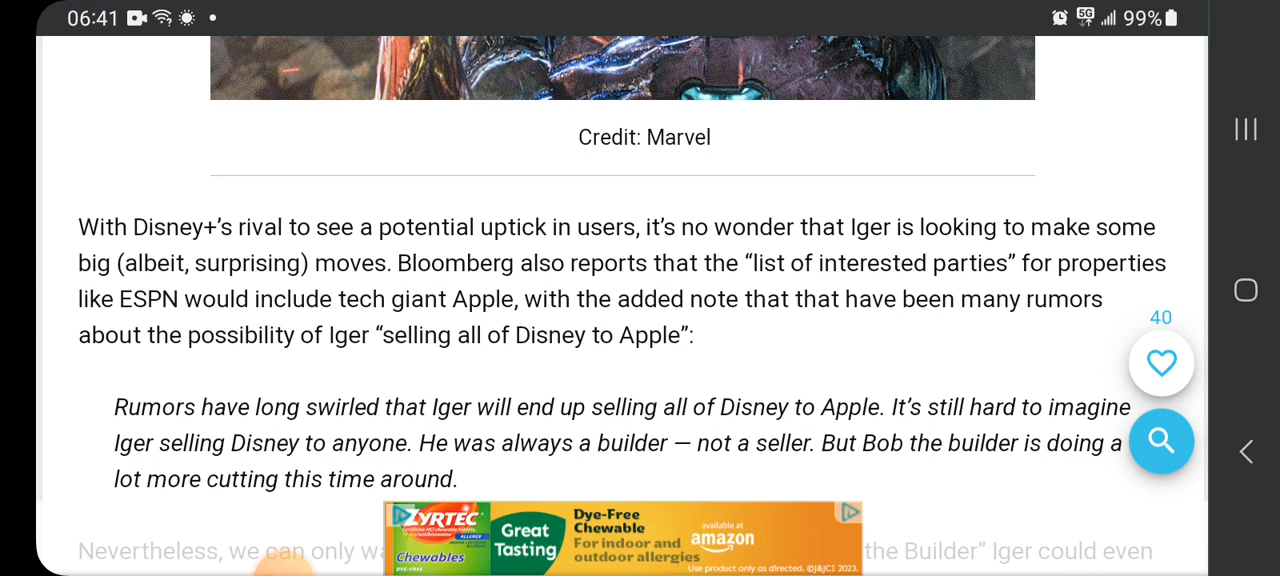 06:41
5G 99%
Credit: Marvel
With Disney+’s rival to see a potential uptick in users, it’s no wonder that Iger is looking to make some
big (albeit, surprising) moves. Bloomberg also reports that the “list of interested parties” for properties
like ESPN would include tech giant Apple, with the added note that that have been many rumors
about the possibility of Iger “selling all of Disney to Apple”:
40
Rumors have long swirled that Iger will end up selling all of Disney to Apple. It’s still hard to imagine
Iger selling Disney to anyone. He was always a builder — not a seller. But Bob the builder is doing a
lot more cutting this time around.
Nevertheless, we can only wa
the Builder” Iger could even
ZYRTEC
ALLERGY
Chewables
DYE-FREE
Great
Tasting
Dye-Free
Chewable
For indoor and
outdoor allergies
available at
amazon
Use product only as directed. ©J&JCI 2023.